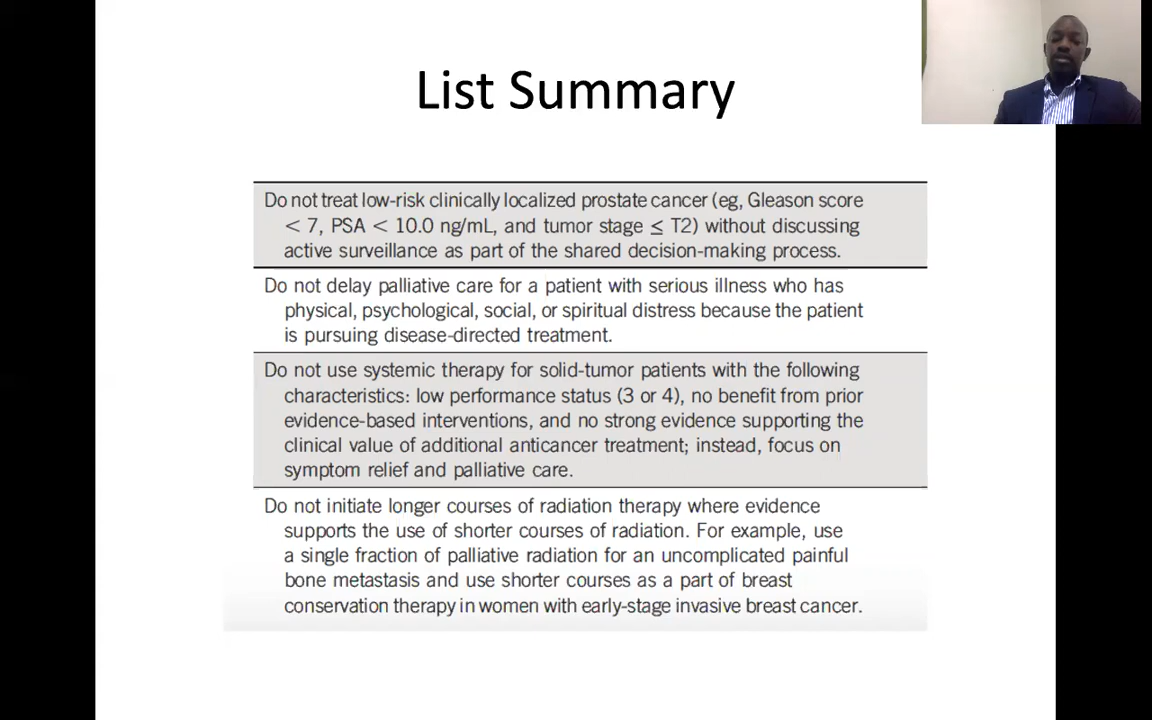 List Summary
Do not treat low-risk clinically localized prostate cancer (eg, Gleason score
< 7, PSA < 10.0 ng/mL, and tumor stage ≤ T2) without discussing
active surveillance as part of the shared decision-making process.
Do not delay palliative care for a patient with serious illness who has
physical, psychological, social, or spiritual distress because the patient
is pursuing disease-directed treatment.
Do not use systemic therapy for solid-tumor patients with the following
characteristics: low performance status (3 or 4), no benefit from prior
evidence-based interventions, and no strong evidence supporting the
clinical value of additional anticancer treatment; instead, focus on
symptom relief and palliative care.
Do not initiate longer courses of radiation therapy where evidence
supports the use of shorter courses of radiation. For example, use
a single fraction of palliative radiation for an uncomplicated painful
bone metastasis and use shorter courses as a part of breast
conservation therapy in women with early-stage invasive breast cancer.